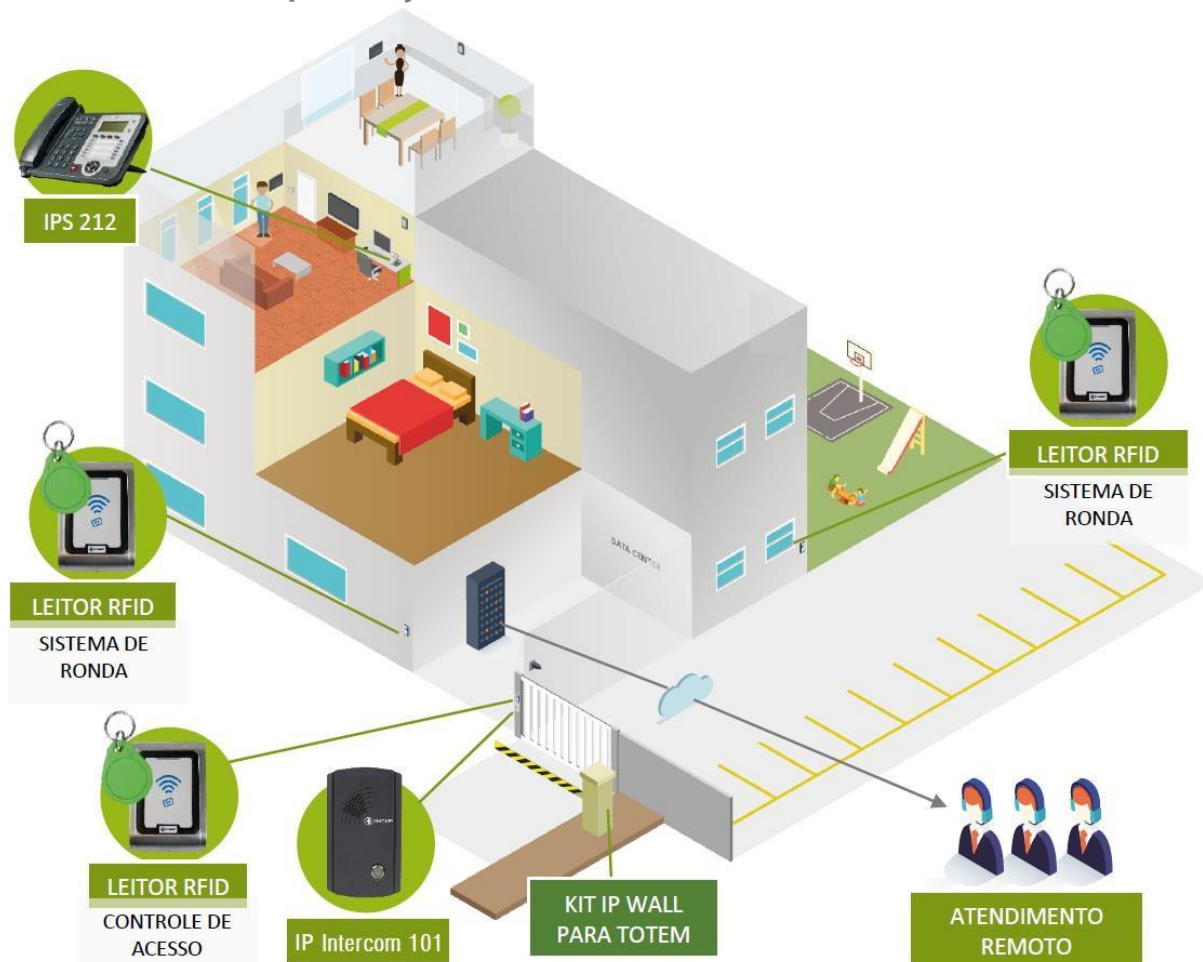 IPS 212
LEITOR RFID
SISTEMA DE
RONDA
DATA CENTER
LEITOR RFID
SISTEMA DE
RONDA
LEITOR RFID
CONTROLE DE
ACESSO
IP Intercom 101
KIT IP WALL
PARA TOTEM
ATENDIMENTO
REMOTO